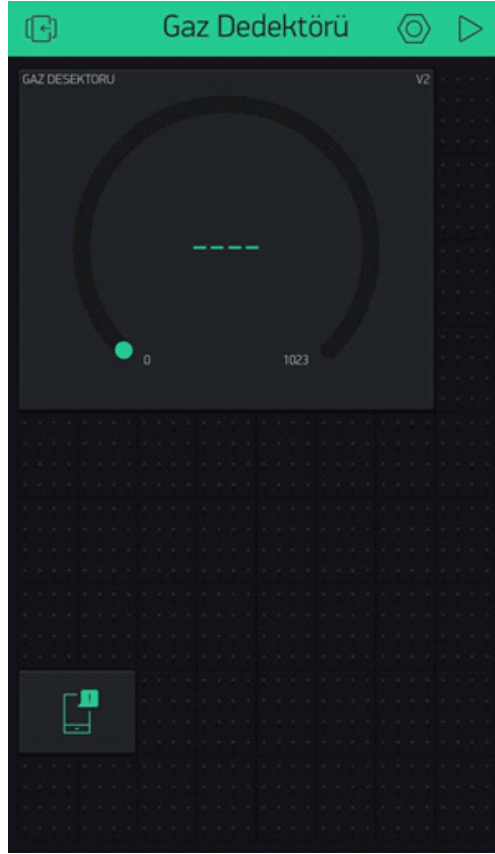 Gaz Dedektörü
GAZ DESEKTORU V2
----
0 1023